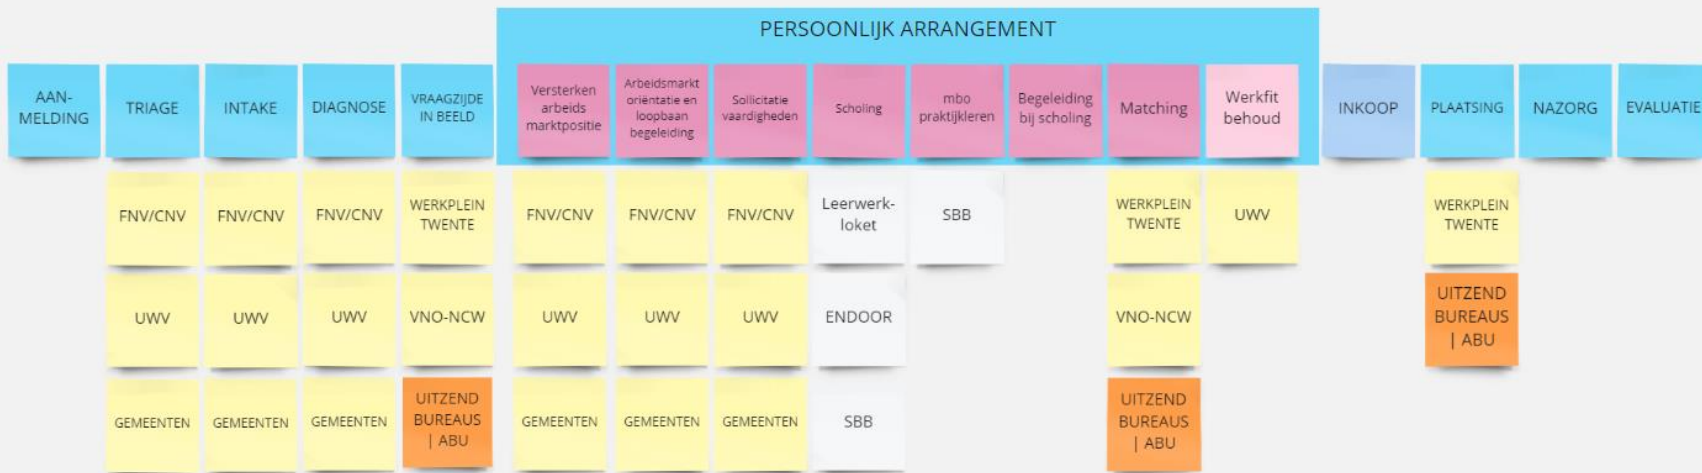 PERSOONLIJK ARRANGEMENT
AAN-
MELDING
TRIAGE
INTAKE
DIAGNOSE
VRAAGZIJDE
IN BEELD
Versterken
arbeids
marktpositie
Arbeidsmarkt
oriëntatie en
loopbaan
begeleiding
Sollicitatie
vaardigheden
Scholing
mbo
praktijkleren
Begeleiding
bij scholing
Matching
Werkfit
behoud
INKOOP
PLAATSING
NAZORG
EVALUATIE
FNV/CNV
FNV/CNV
FNV/CNV
WERKPLEIN
TWENTE
FNV/CNV
FNV/CNV
FNV/CNV
Leerwerk-
loket
SBB
WERKPLEIN
TWENTE
UWV
WERKPLEIN
TWENTE
UWV
UWV
UWV
VNO-NCW
UWV
UWV
UWV
ENDOOR
VNO-NCW
UITZEND
BUREAUS
| ABU
GEMEENTEN
GEMEENTEN
GEMEENTEN
UITZEND
BUREAUS
| ABU
GEMEENTEN
GEMEENTEN
GEMEENTEN
SBB
UITZEND
BUREAUS
| ABU